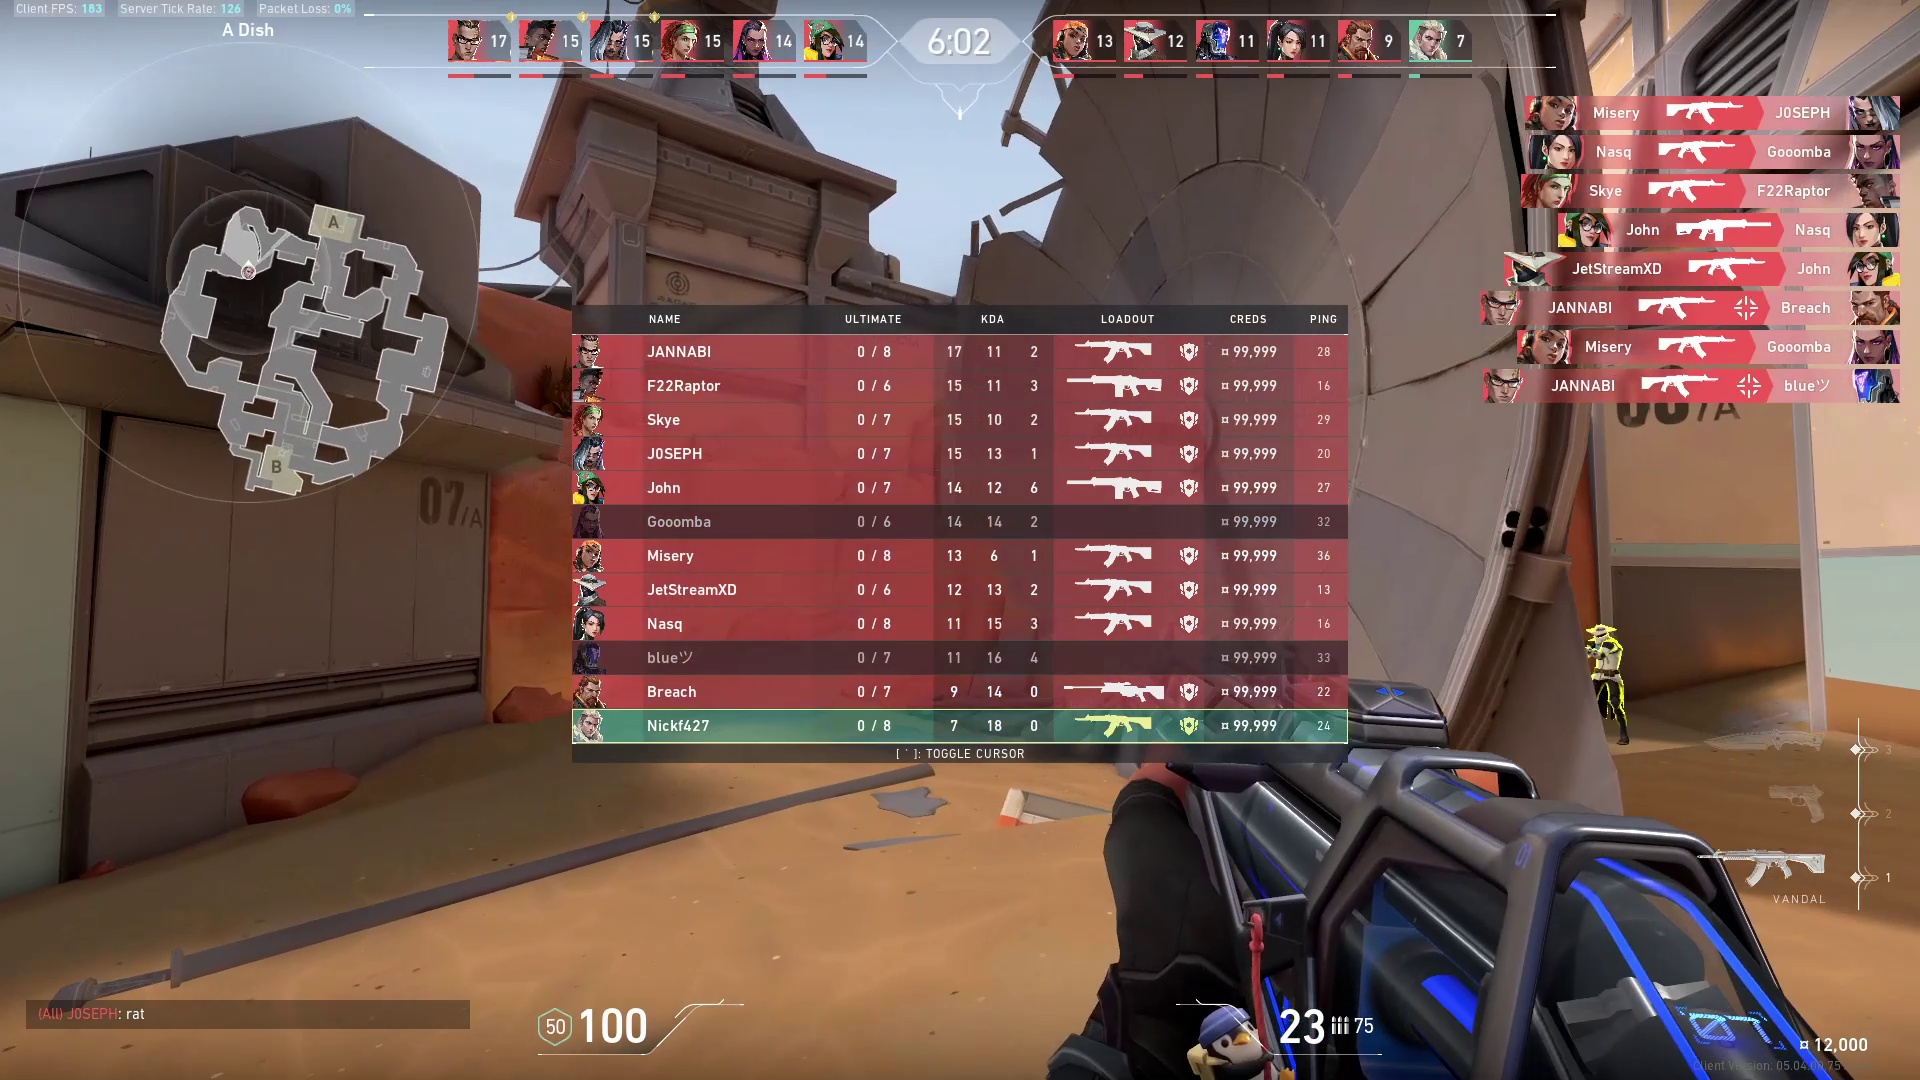 Client FPS: 183 Server Tick Rate: 126 Packet Loss: 0%
A Dish
17 15 15 15 14 14 6:02 13 12 11 11 9 7
Misery J0SEPH
Nasq Gooomba
Skye F22Raptor
John Nasq
JetStreamXD John
JANNABI Breach
Misery Gooomba
JANNABI blueツ
A
B
07/A
NAME ULTIMATE KDA LOADOUT CREDS PING
JANNABI 0 / 8 17 11 2 ¤ 99,999 28
F22Raptor 0 / 6 15 11 3 ¤ 99,999 16
Skye 0 / 7 15 10 2 ¤ 99,999 29
J0SEPH 0 / 7 15 13 1 ¤ 99,999 20
John 0 / 7 14 12 6 ¤ 99,999 27
Gooomba 0 / 6 14 14 2 ¤ 99,999 32
Misery 0 / 8 13 6 1 ¤ 99,999 36
JetStreamXD 0 / 6 12 13 2 ¤ 99,999 13
Nasq 0 / 8 11 15 3 ¤ 99,999 16
blueツ 0 / 7 11 16 4 ¤ 99,999 33
Breach 0 / 7 9 14 0 ¤ 99,999 22
Nickf427 0 / 8 7 18 0 ¤ 99,999 24
[ ` ]: TOGGLE CURSOR
3
2
1
VANDAL
(All) J0SEPH: rat
50 100
23 75
01
¤ 12,000